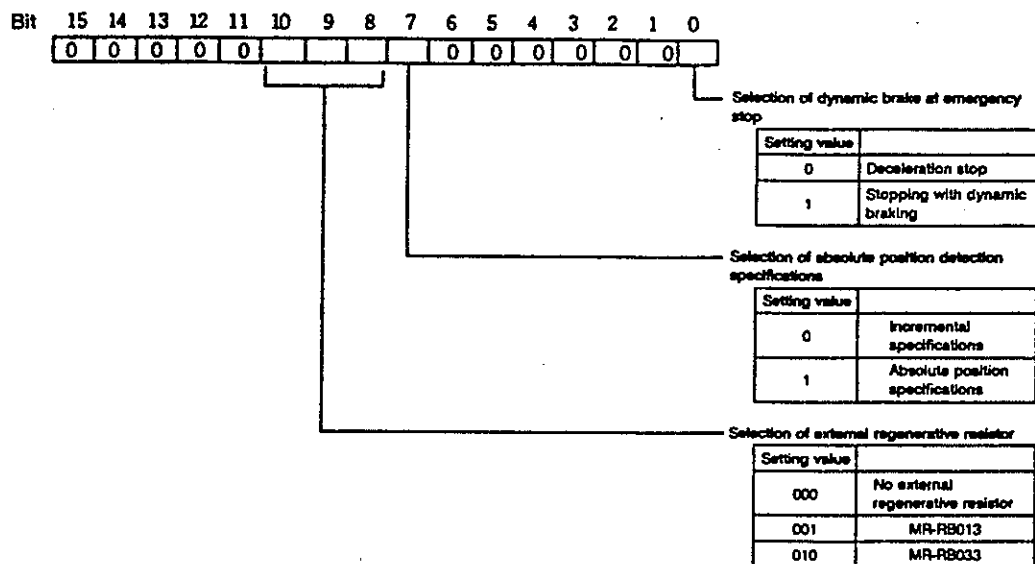 Bit 15 14 13 12 11 10 9 8 7 6 5 4 3 2 1 0
0 0 0 0 0 0 0 0 0 0 0
Selection of dynamic brake at emergency
stop
Setting value
0 Deceleration stop
1 Stopping with dynamic
braking
Selection of absolute position detection
specifications
Setting value
0 Incremental
specifications
1 Absolute position
specifications
Selection of external regenerative resistor
Setting value
000 No external
regenerative resistor
001 MR-RB013
010 MR-RB033